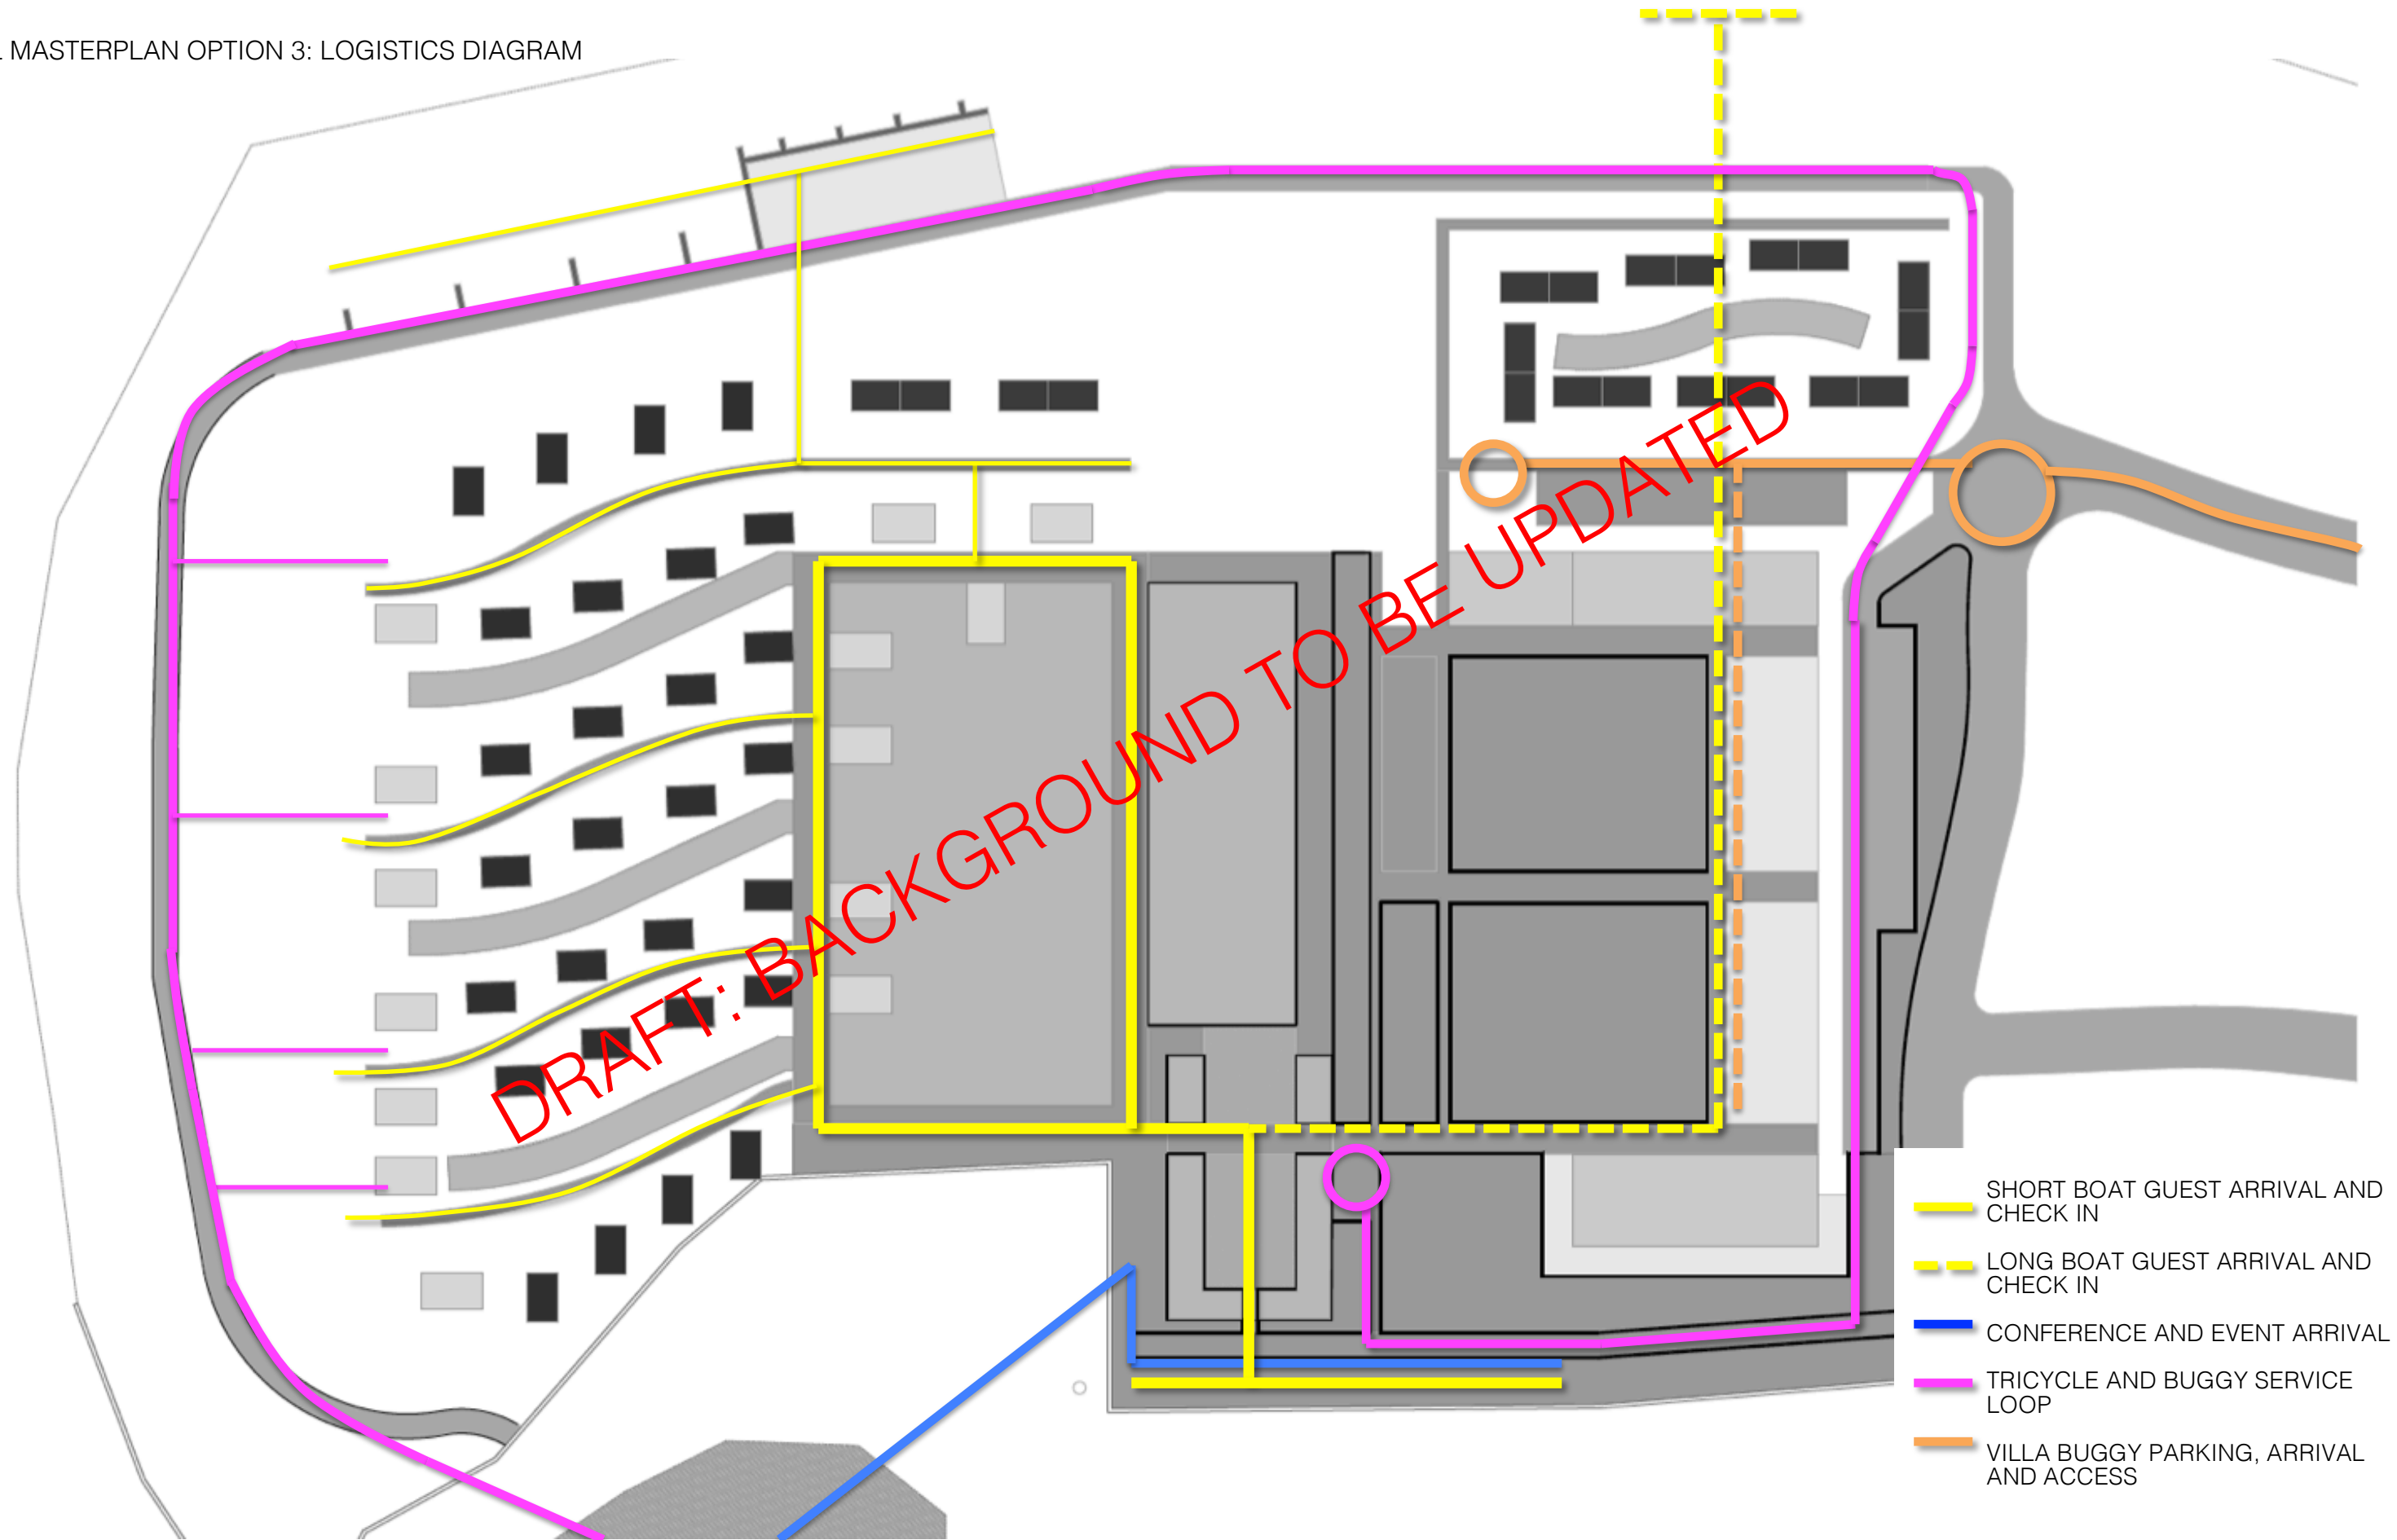 MASTERPLAN OPTION 3: LOGISTICS DIAGRAM
DRAFT: BACKGROUND TO BE UPDATED
SHORT BOAT GUEST ARRIVAL AND
CHECK IN
LONG BOAT GUEST ARRIVAL AND
CHECK IN
CONFERENCE AND EVENT ARRIVAL
TRICYCLE AND BUGGY SERVICE
LOOP
VILLA BUGGY PARKING, ARRIVAL
AND ACCESS